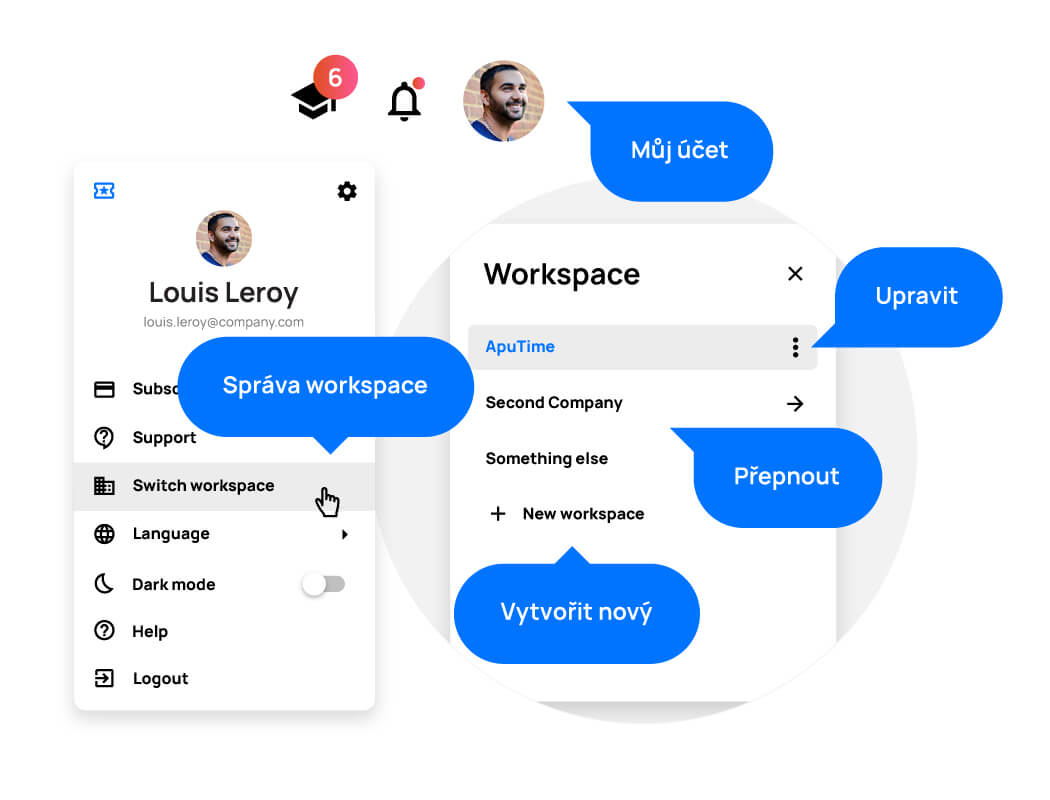 6
Můj účet
Louis Leroy
louis.leroy@company.com
Správa workspace
Support
Switch workspace
Language
Dark mode
Help
Logout
Workspace
Upravit
ApuTime
Second Company
Přepnout
Something else
New workspace
Vytvořit nový